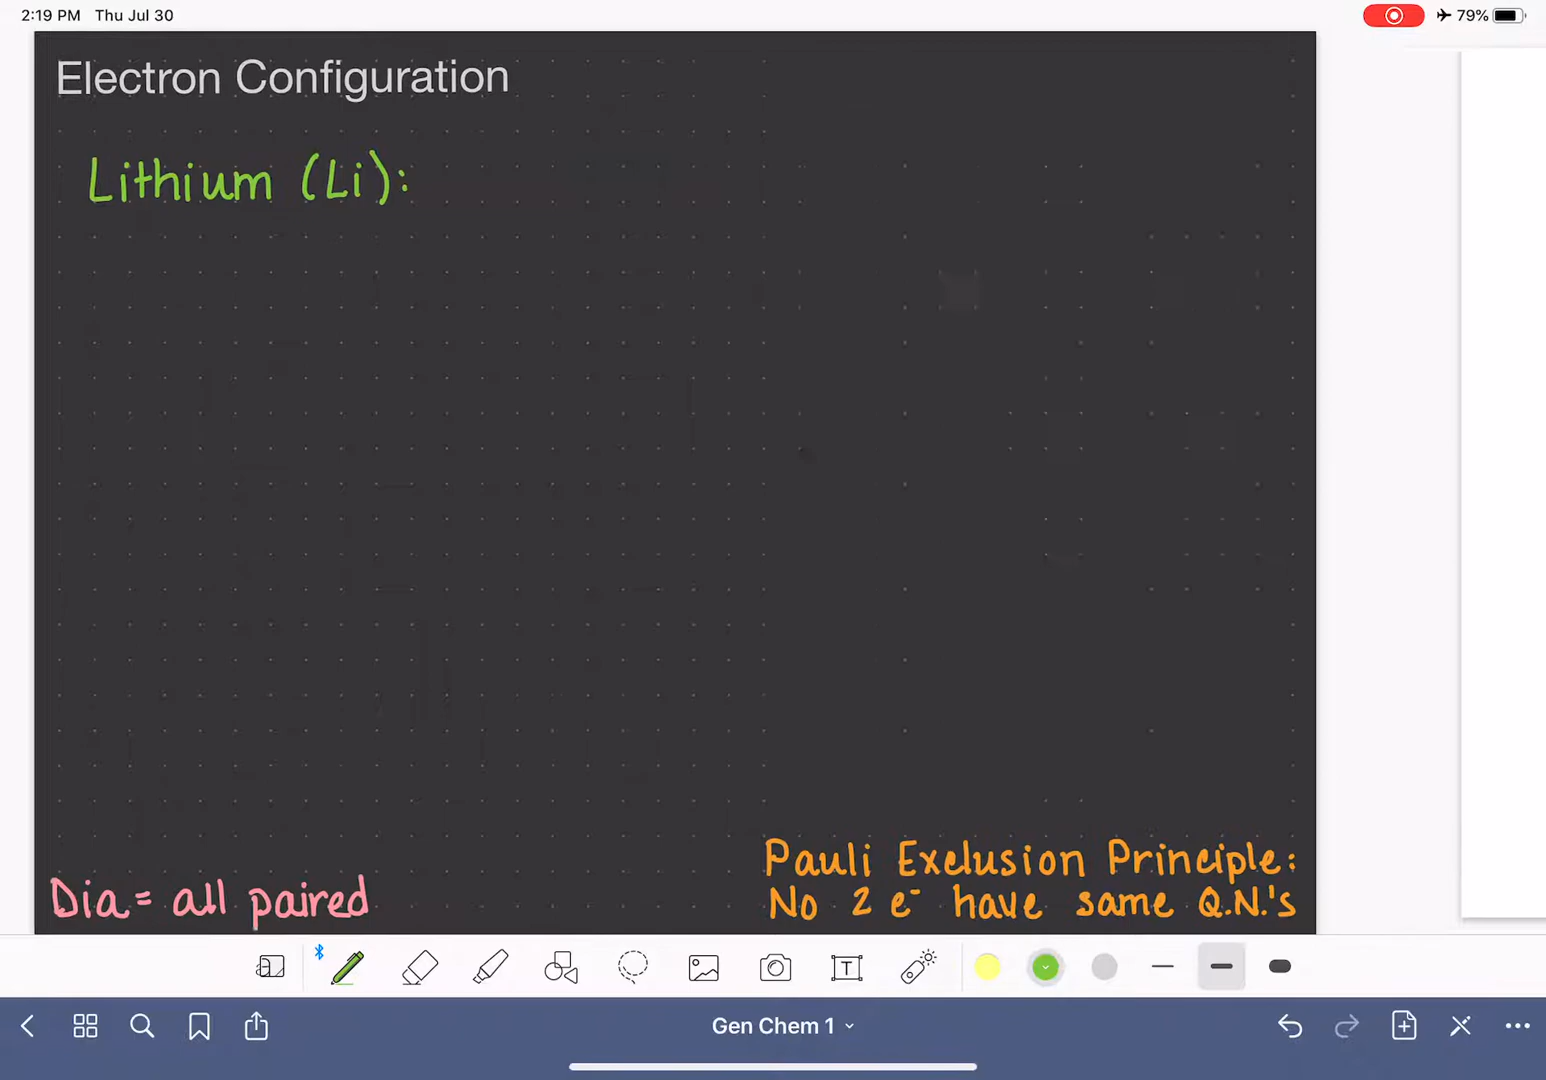 2:19 PM Thu Jul 30
79%
Electron Configuration
Lithium (Li):
Pauli Exclusion Principle:
Dia = all paired
No 2 e⁻ have same Q.N.'s
T
Gen Chem 1